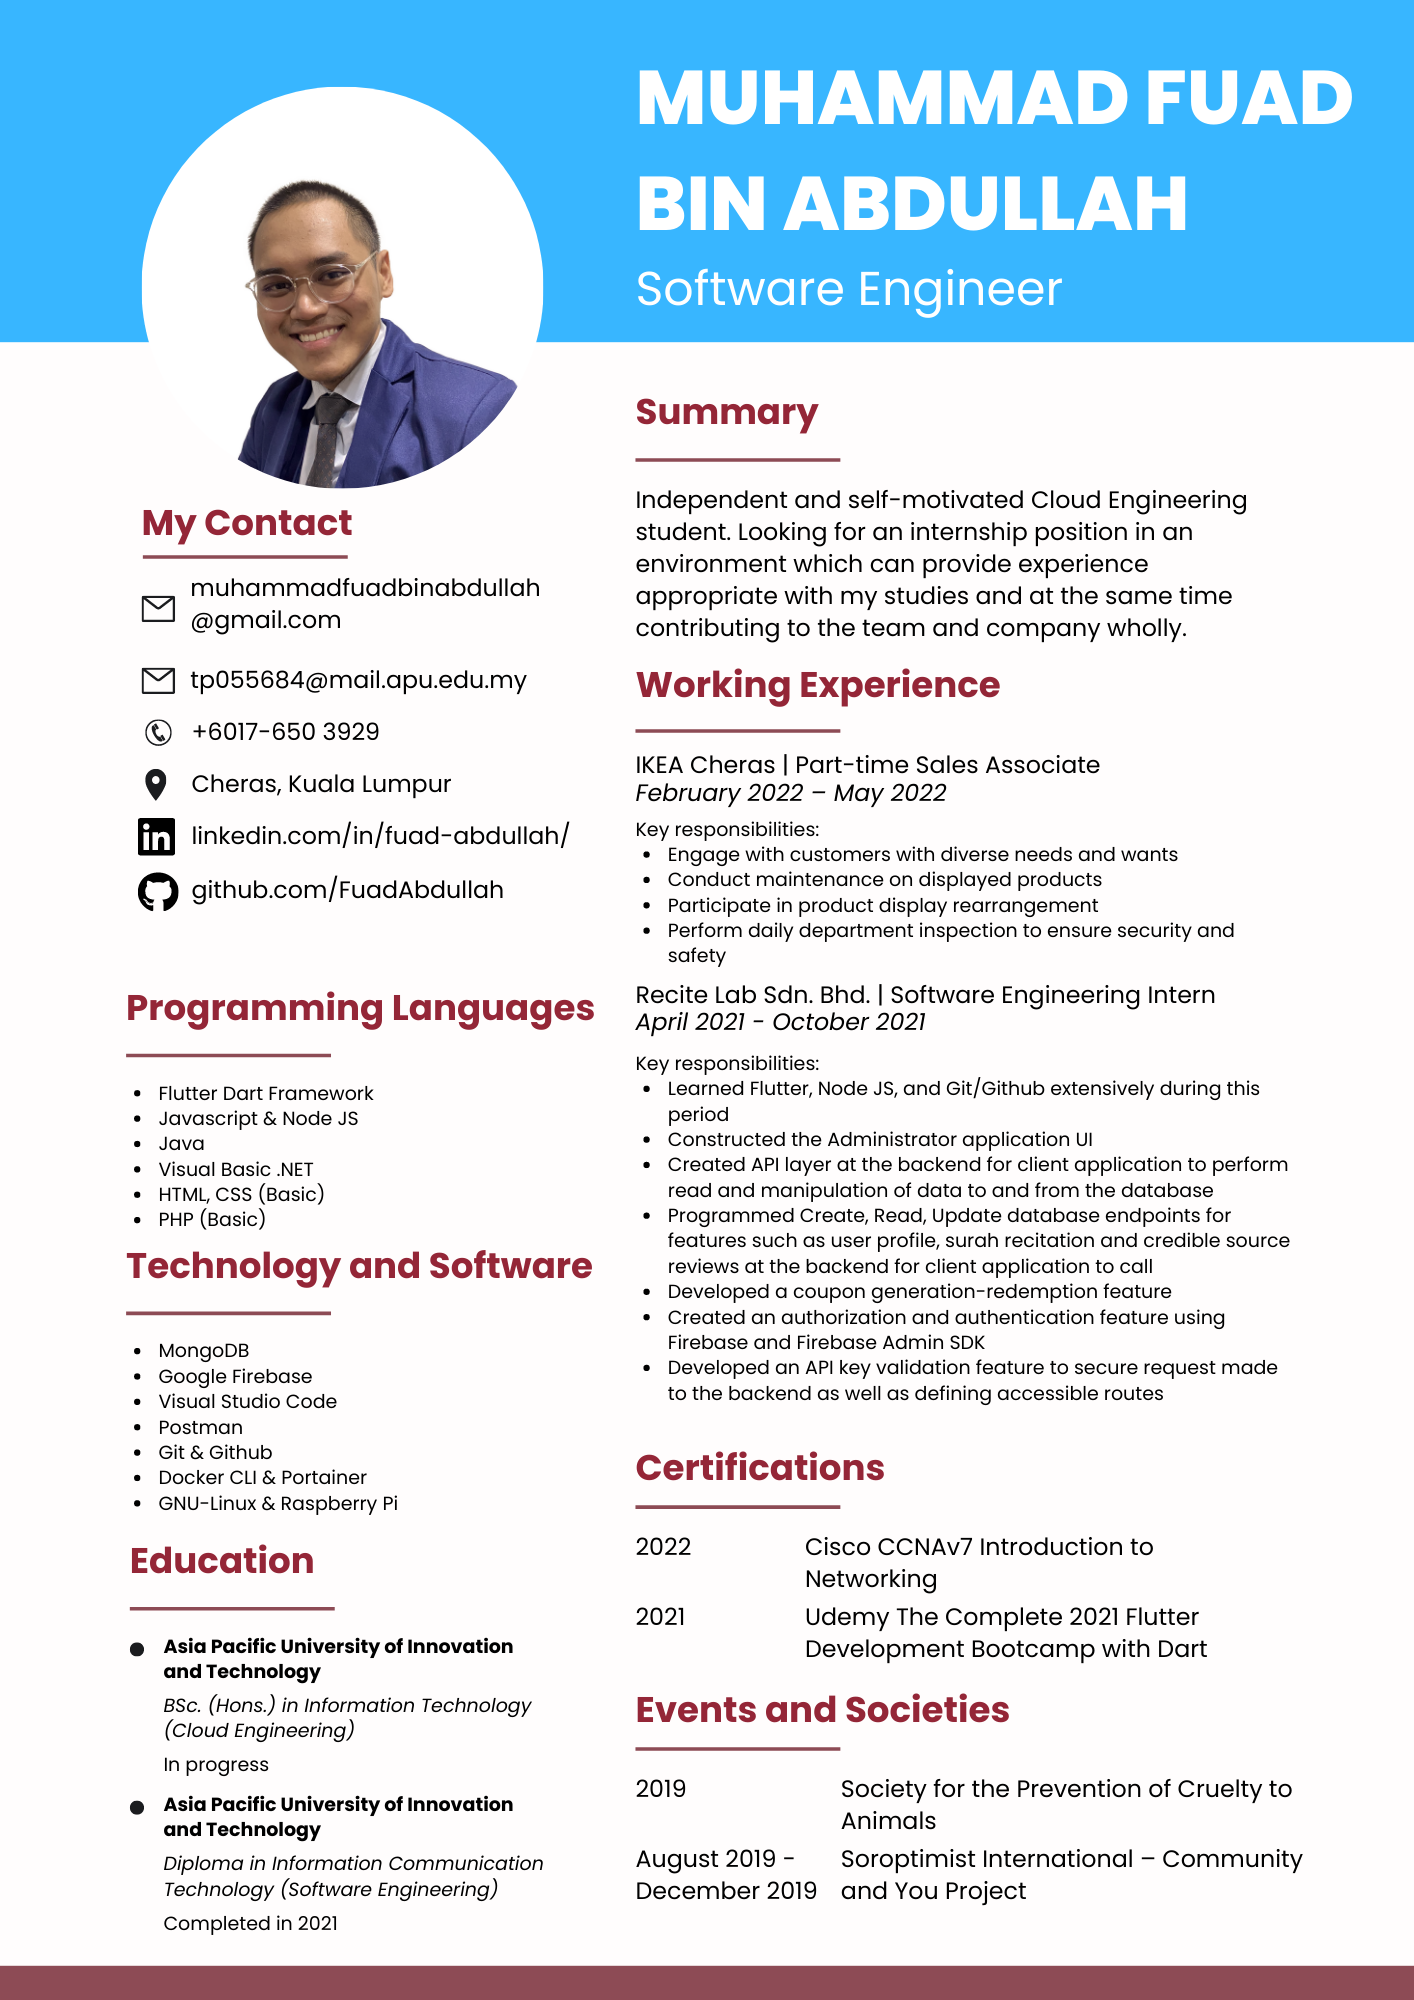 MUHAMMAD FUAD
BIN ABDULLAH
Software Engineer
My Contact
muhammadfuadbinabdullah
@gmail.com
tp055684@mail.apu.edu.my
+6017-650 3929
Cheras, Kuala Lumpur
in linkedin.com/in/fuad-abdullah/
github.com/FuadAbdullah
Programming Languages
• Flutter Dart Framework
• Javascript & Node JS
• Java
• Visual Basic .NET
• HTML, CSS (Basic)
• PHP (Basic)
Technology and Software
• MongoDB
• Google Firebase
• Visual Studio Code
• Postman
• Git & Github
• Docker CLI & Portainer
• GNU-Linux & Raspberry Pi
Education
Asia Pacific University of Innovation
and Technology
BSc. (Hons.) in Information Technology
(Cloud Engineering)
In progress
Asia Pacific University of Innovation
and Technology
Diploma in Information Communication
Technology (Software Engineering)
Completed in 2021
Summary
Independent and self-motivated Cloud Engineering
student. Looking for an internship position in an
environment which can provide experience
appropriate with my studies and at the same time
contributing to the team and company wholly.
Working Experience
IKEA Cheras | Part-time Sales Associate
February 2022 – May 2022
Key responsibilities:
• Engage with customers with diverse needs and wants
• Conduct maintenance on displayed products
• Participate in product display rearrangement
• Perform daily department inspection to ensure security and
safety
Recite Lab Sdn. Bhd. | Software Engineering Intern
April 2021 - October 2021
Key responsibilities:
• Learned Flutter, Node JS, and Git/Github extensively during this
period
• Constructed the Administrator application UI
• Created API layer at the backend for client application to perform
read and manipulation of data to and from the database
• Programmed Create, Read, Update database endpoints for
features such as user profile, surah recitation and credible source
reviews at the backend for client application to call
• Developed a coupon generation-redemption feature
• Created an authorization and authentication feature using
Firebase and Firebase Admin SDK
• Developed an API key validation feature to secure request made
to the backend as well as defining accessible routes
Certifications
2022 Cisco CCNAv7 Introduction to
Networking
2021 Udemy The Complete 2021 Flutter
Development Bootcamp with Dart
Events and Societies
2019 Society for the Prevention of Cruelty to
Animals
August 2019 - Soroptimist International – Community
December 2019 and You Project